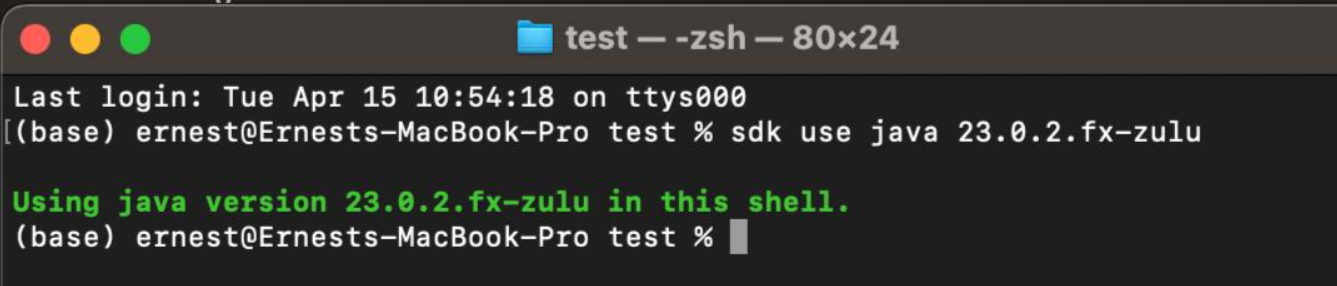 test — -zsh — 80×24
Last login: Tue Apr 15 10:54:18 on ttys000
[(base) ernest@Ernests-MacBook-Pro test % sdk use java 23.0.2.fx-zulu
Using java version 23.0.2.fx-zulu in this shell.
(base) ernest@Ernests-MacBook-Pro test %